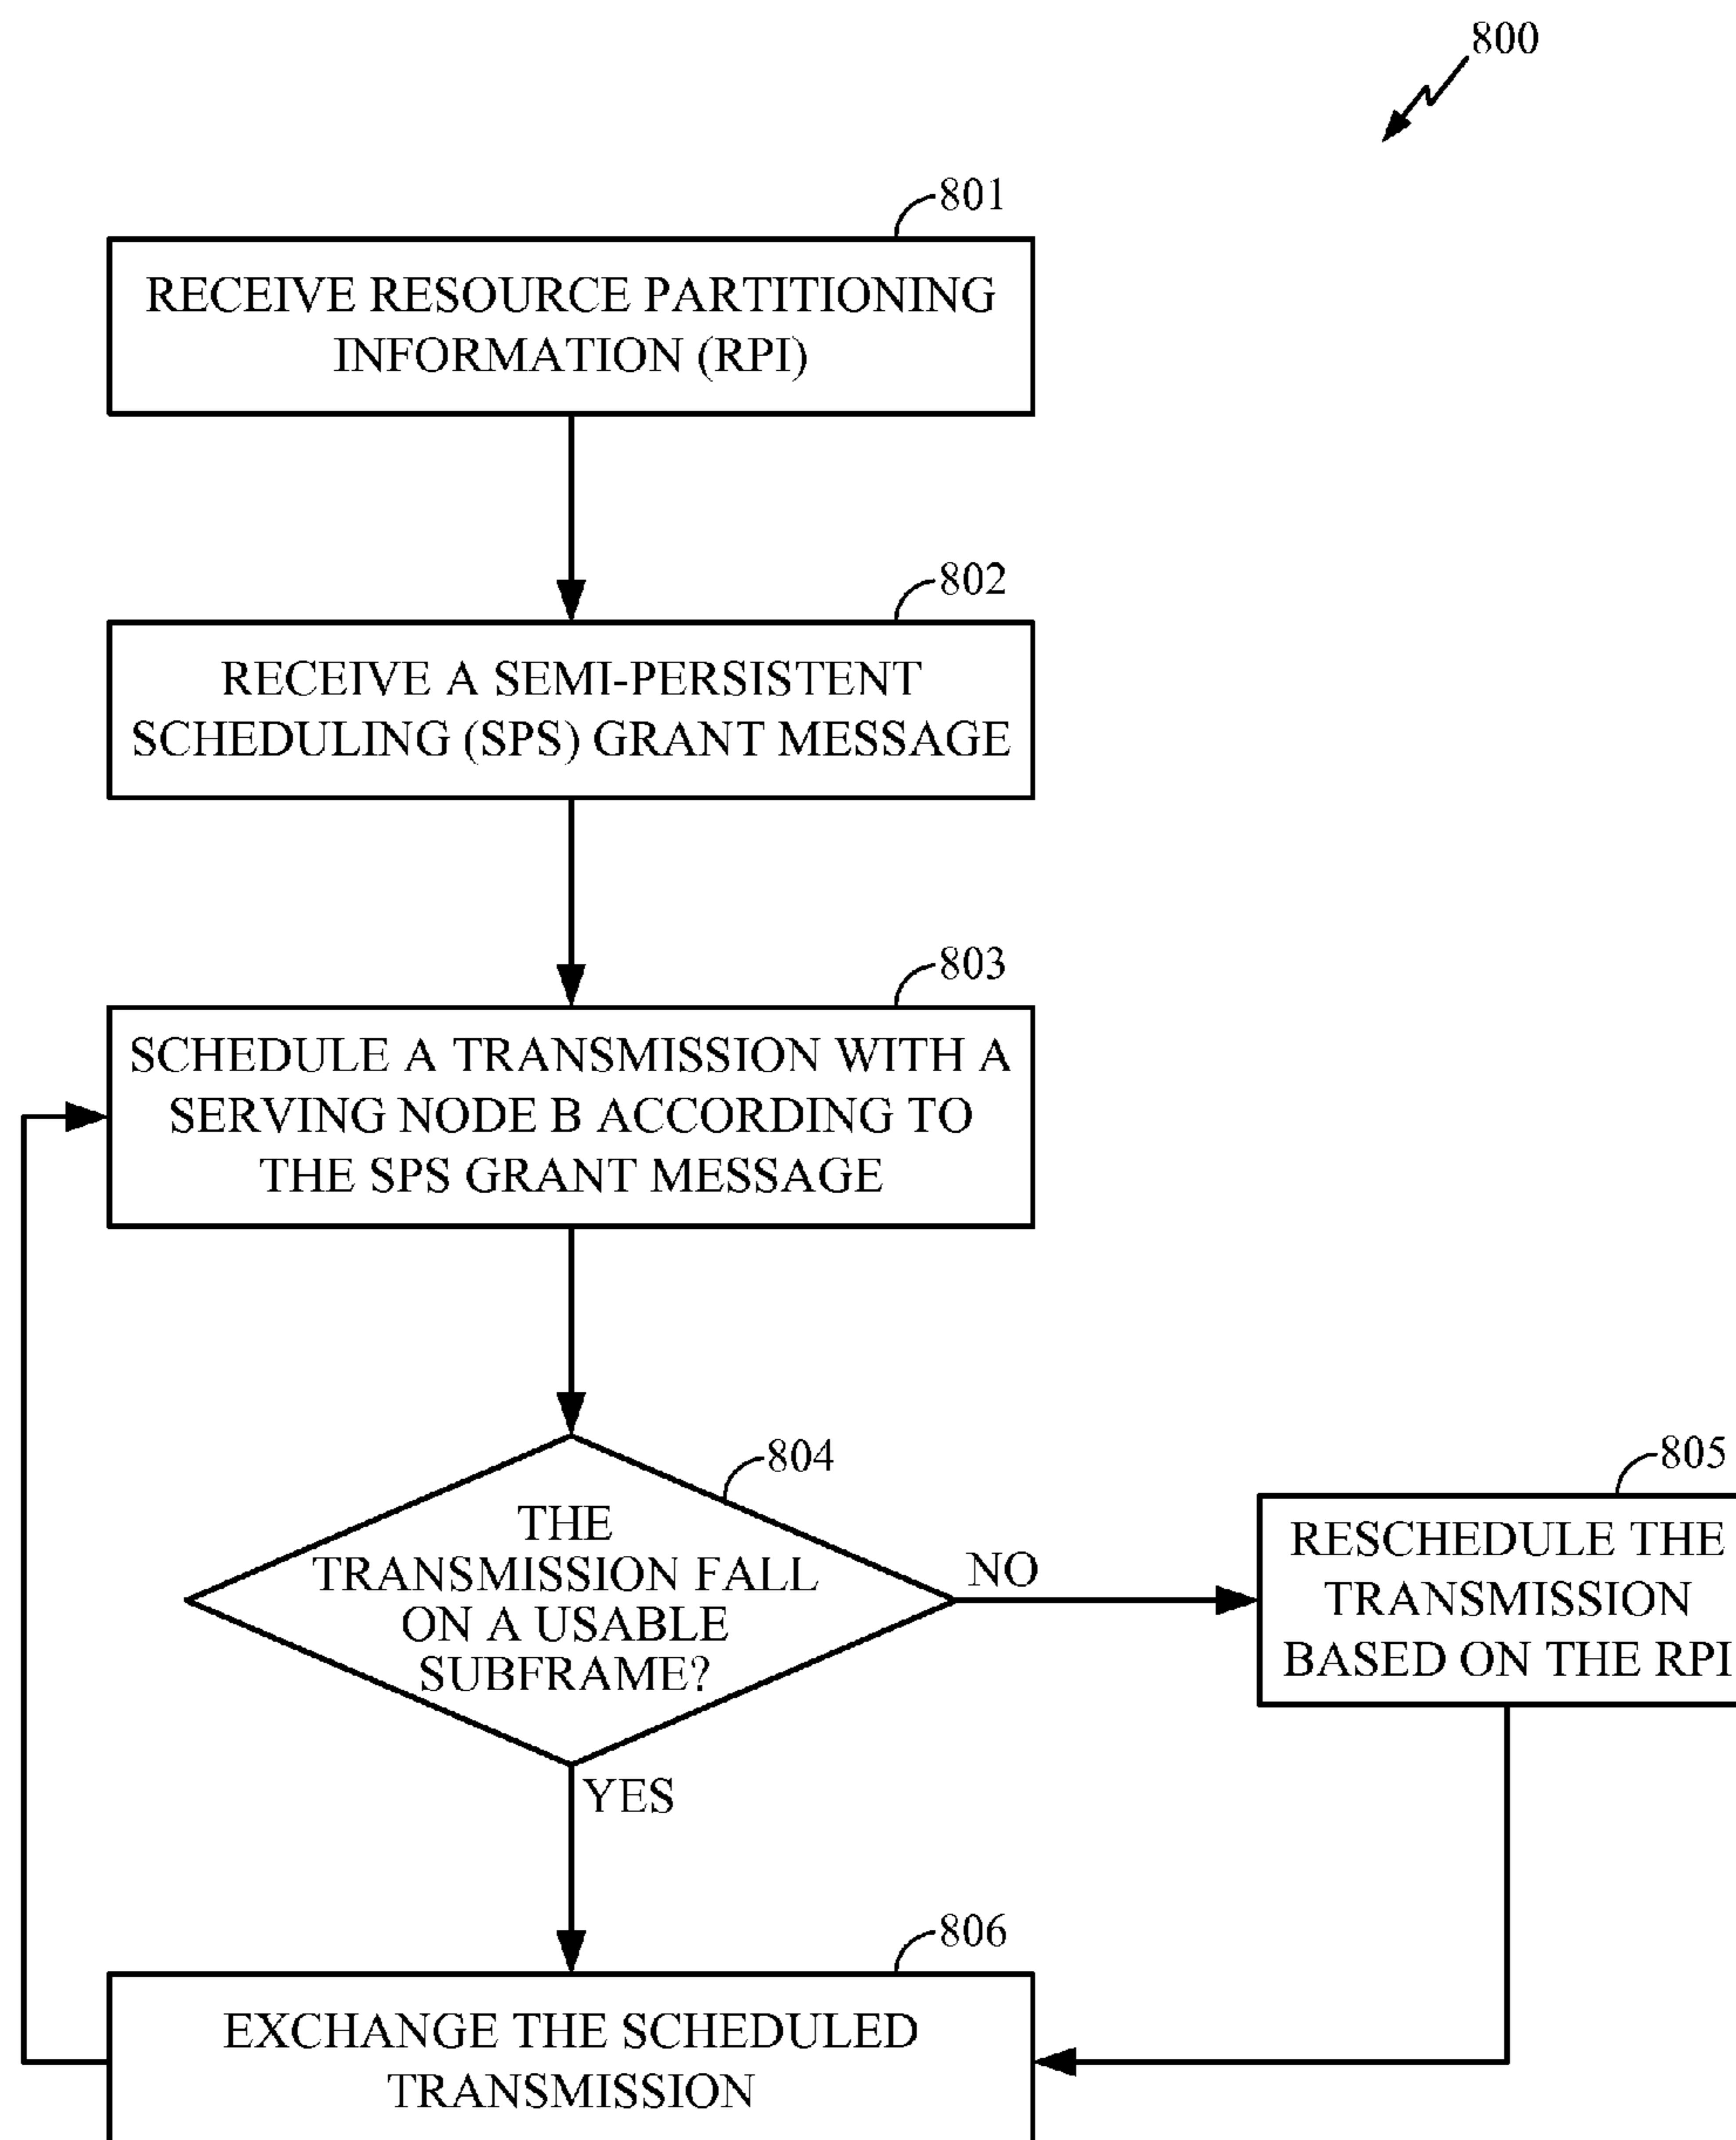 800
801
RECEIVE RESOURCE PARTITIONING
INFORMATION (RPI)
802
RECEIVE A SEMI-PERSISTENT
SCHEDULING (SPS) GRANT MESSAGE
803
SCHEDULE A TRANSMISSION WITH A
SERVING NODE B ACCORDING TO
THE SPS GRANT MESSAGE
804
THE
TRANSMISSION FALL
ON A USABLE
SUBFRAME?
NO
805
RESCHEDULE THE
TRANSMISSION
BASED ON THE RPI
YES
806
EXCHANGE THE SCHEDULED
TRANSMISSION